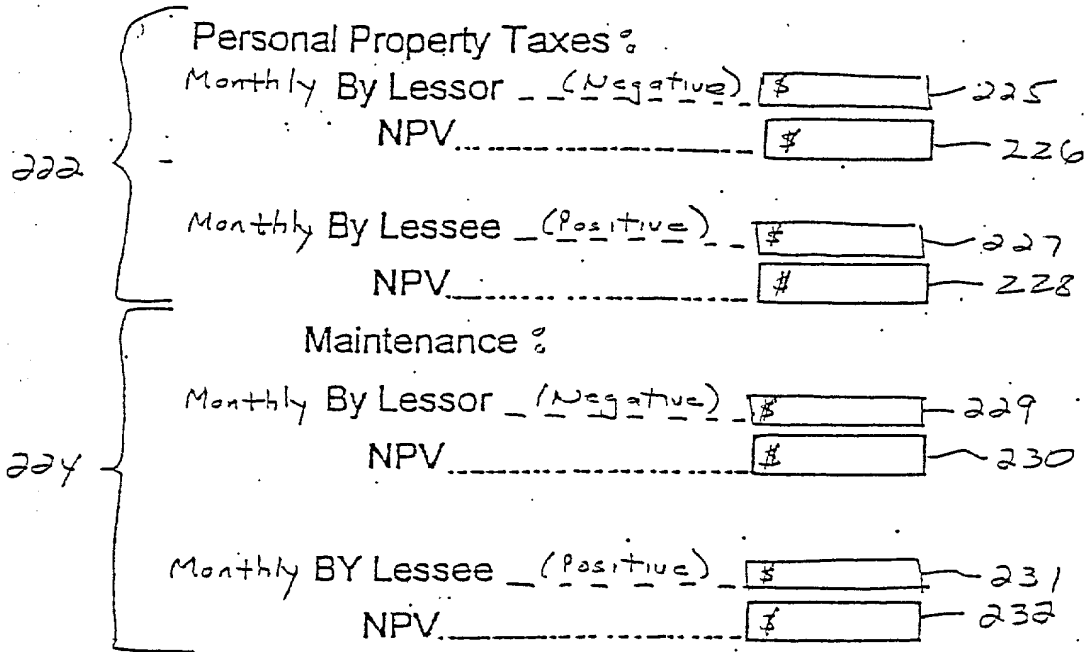 Personal Property Taxes :
Monthly By Lessor (Negative) $ 225
NPV $ 226
222
Monthly By Lessee (Positive) $ 227
NPV $ 228
Maintenance :
Monthly By Lessor (Negative) $ 229
NPV $ 230
224
Monthly BY Lessee (Positive) $ 231
NPV $ 232